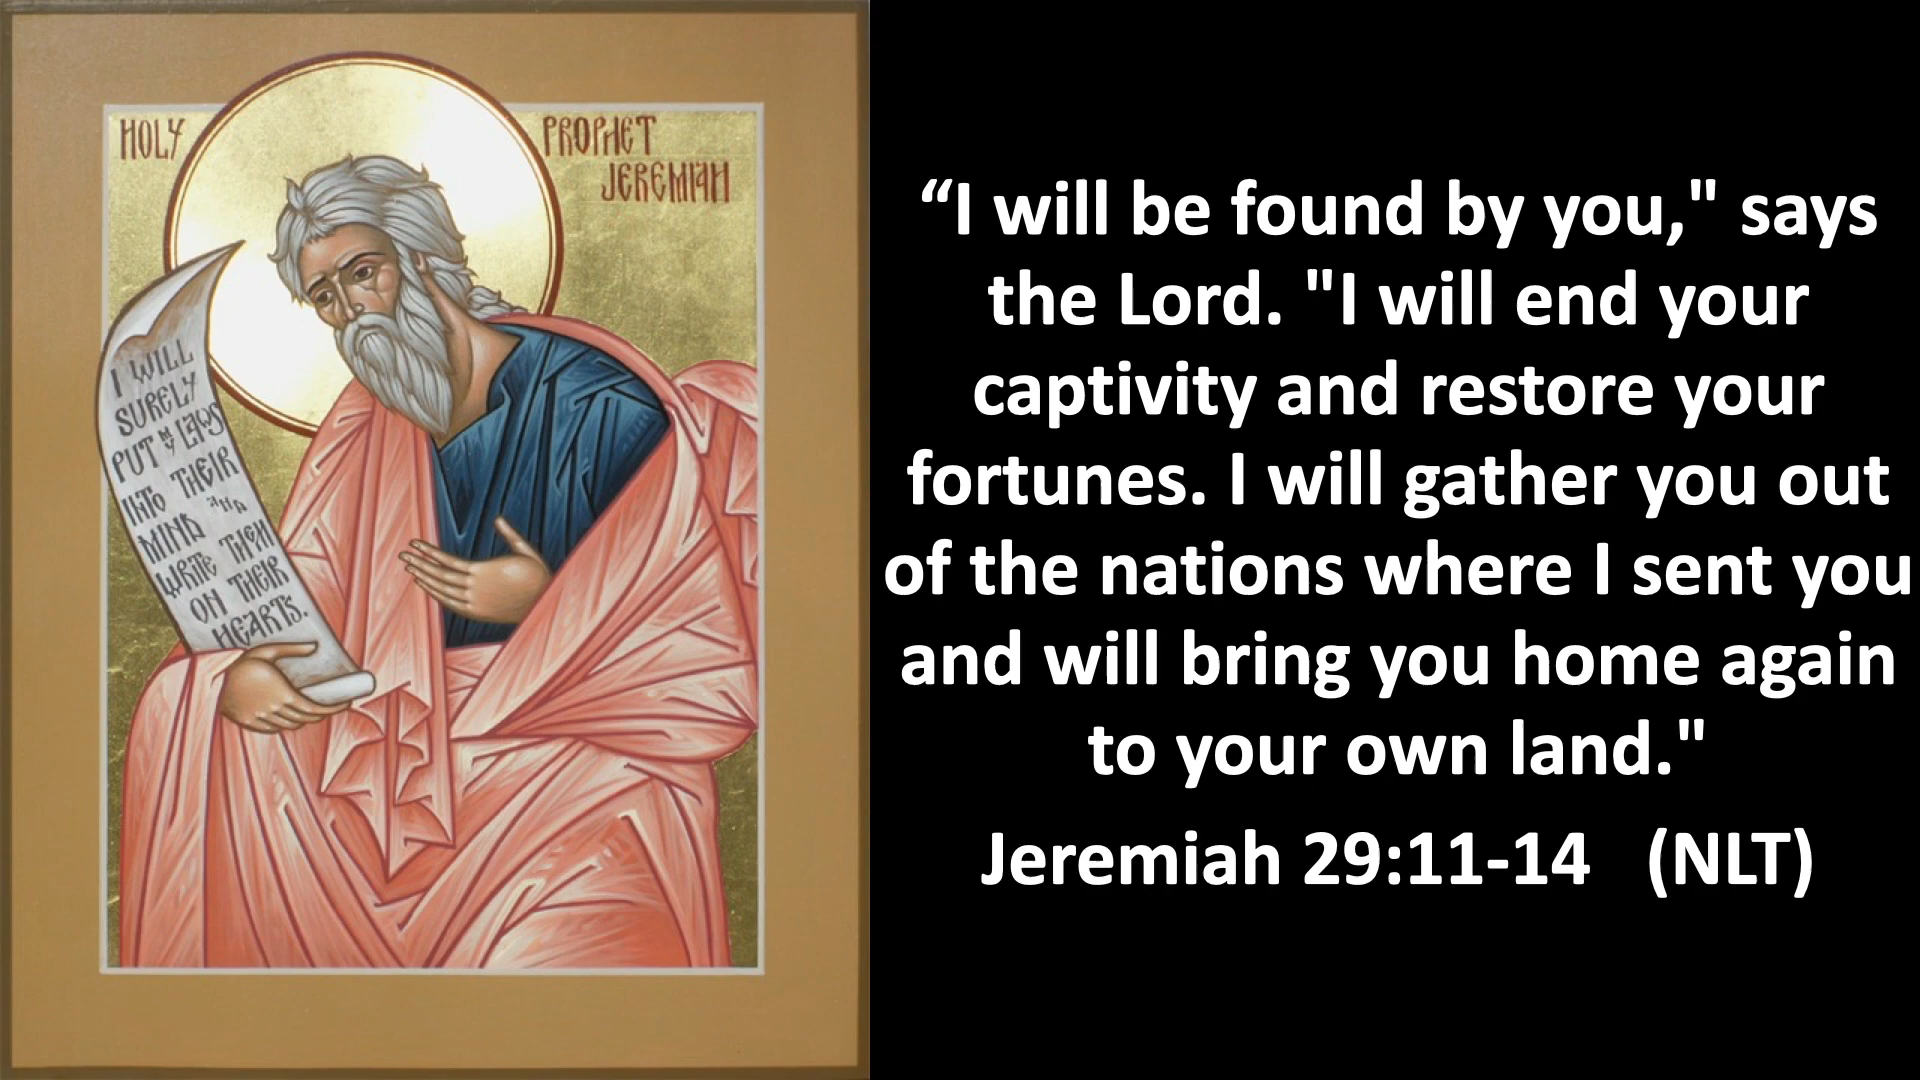 HOLY
PROPHET
JEREMIAH
I WILL
SURELY
PUT MY LAWS
INTO THEIR
MIND AND
WRITE THEM
ON THEIR
HEARTS.
“I will be found by you," says
the Lord. "I will end your
captivity and restore your
fortunes. I will gather you out
of the nations where I sent you
and will bring you home again
to your own land."
Jeremiah 29:11-14 (NLT)